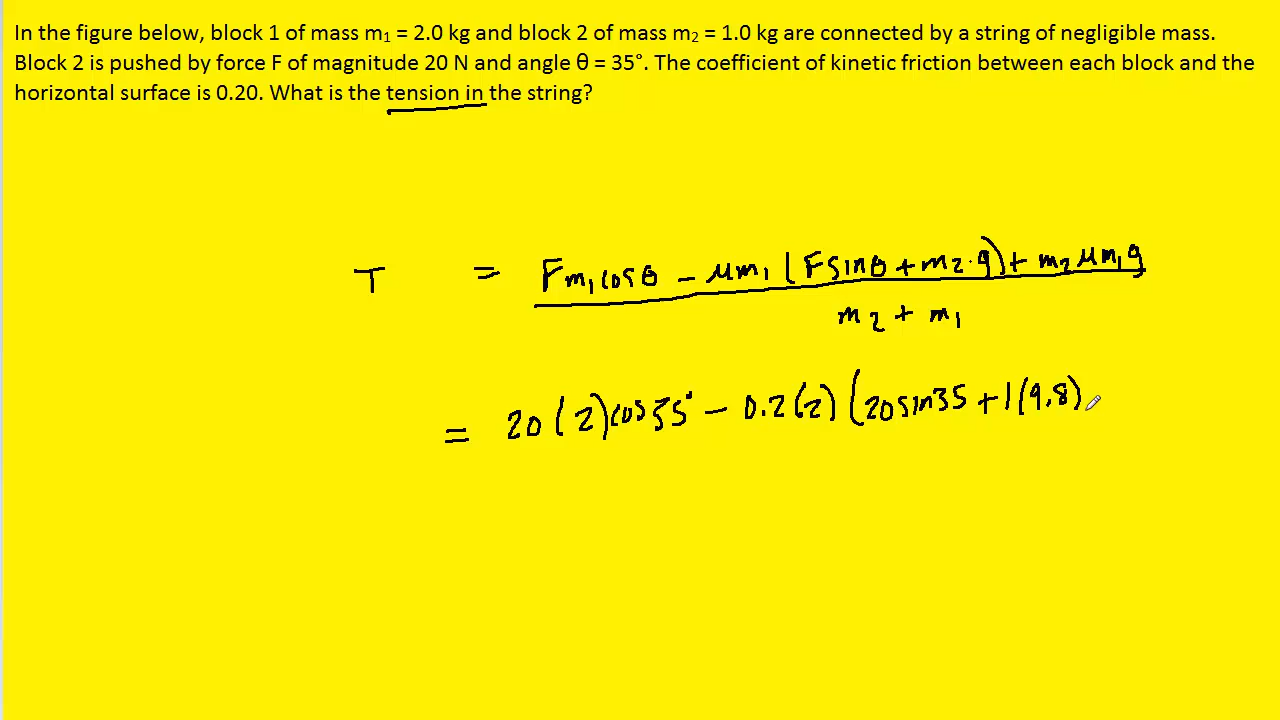 In the figure below, block 1 of mass m₁ = 2.0 kg and block 2 of mass m₂ = 1.0 kg are connected by a string of negligible mass.
Block 2 is pushed by force F of magnitude 20 N and angle θ = 35°. The coefficient of kinetic friction between each block and the
horizontal surface is 0.20. What is the tension in the string?
T = Fm₁cosθ - μm₁(Fsinθ+m₂·g)+m₂μm₁g
m₂ + m₁
= 20(2)cos35° - 0.2(2)(20sin35+1(9.8)